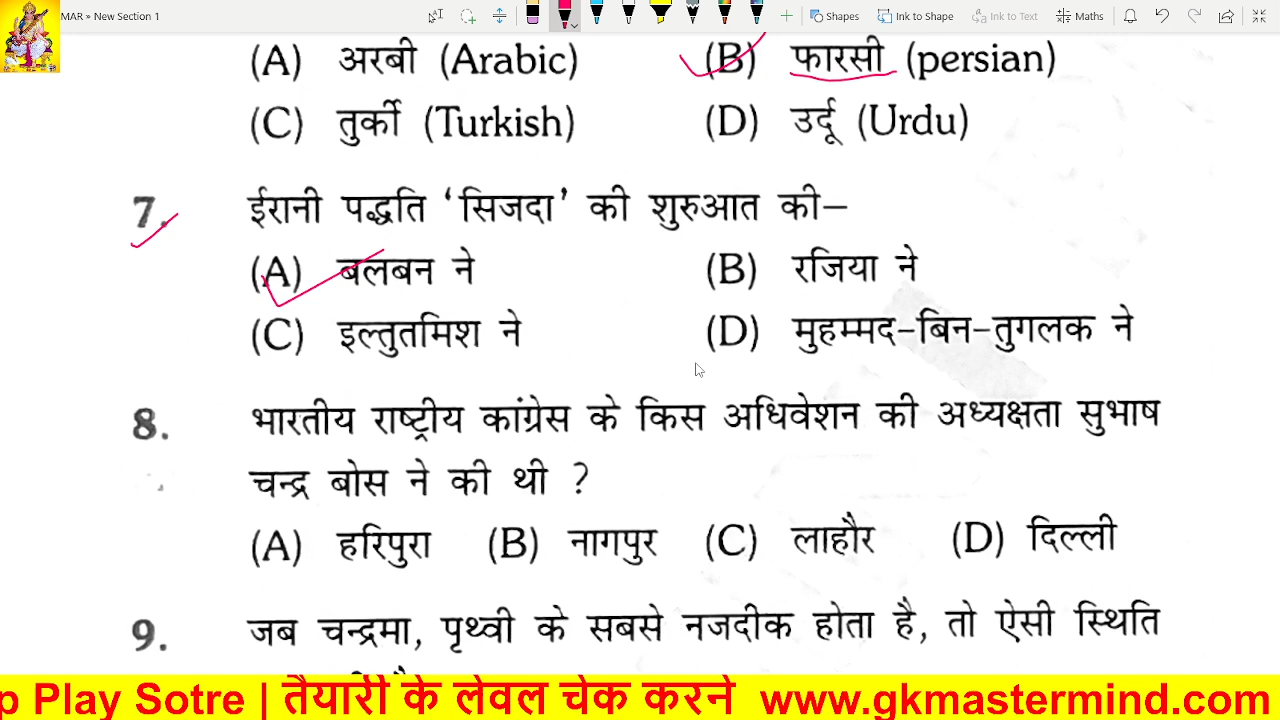 MAR » New Section 1
Shapes Ink to Shape Ink to Text Maths
(A) अरबी (Arabic) (B) फारसी (persian)
(C) तुर्की (Turkish) (D) उर्दू (Urdu)
7. ईरानी पद्धति 'सिजदा' की शुरुआत की–
(A) बलबन ने (B) रजिया ने
(C) इल्तुतमिश ने (D) मुहम्मद-बिन-तुगलक ने
8. भारतीय राष्ट्रीय कांग्रेस के किस अधिवेशन की अध्यक्षता सुभाष
चन्द्र बोस ने की थी ?
(A) हरिपुरा (B) नागपुर (C) लाहौर (D) दिल्ली
9. जब चन्द्रमा, पृथ्वी के सबसे नजदीक होता है, तो ऐसी स्थिति
p Play Sotre | तैयारी के लेवल चेक करने www.gkmastermind.com